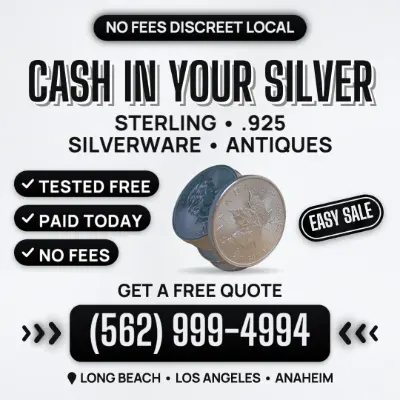 NO FEES DISCREET LOCAL
CASH IN YOUR SILVER
STERLING • .925
SILVERWARE • ANTIQUES
✓ TESTED FREE
✓ PAID TODAY
✓ NO FEES
EASY SALE
GET A FREE QUOTE
(562) 999-4994
LONG BEACH • LOS ANGELES • ANAHEIM